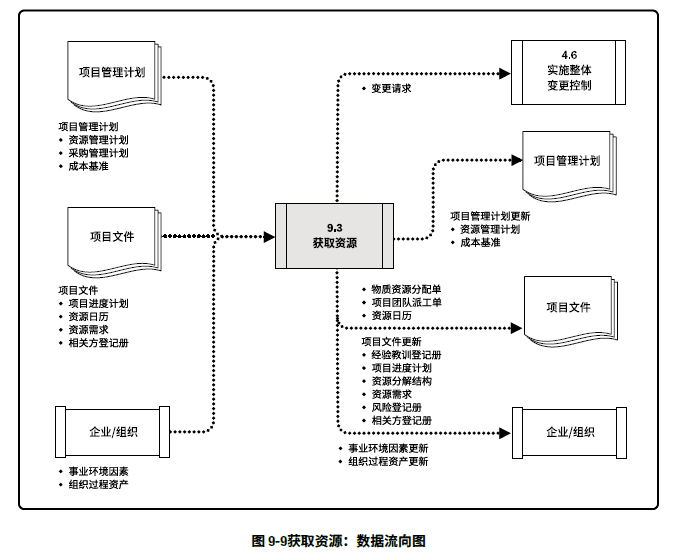 项目管理计划
项目管理计划
资源管理计划
采购管理计划
成本基准
项目文件
项目文件
项目进度计划
资源日历
资源需求
相关方登记册
企业/组织
事业环境因素
组织过程资产
9.3
获取资源
变更请求
4.6
实施整体
变更控制
项目管理计划
项目管理计划更新
资源管理计划
成本基准
物质资源分配单
项目团队派工单
资源日历
项目文件
项目文件更新
经验教训登记册
项目进度计划
资源分解结构
资源需求
风险登记册
相关方登记册
企业/组织
事业环境因素更新
组织过程资产更新
图 9-9获取资源：数据流向图